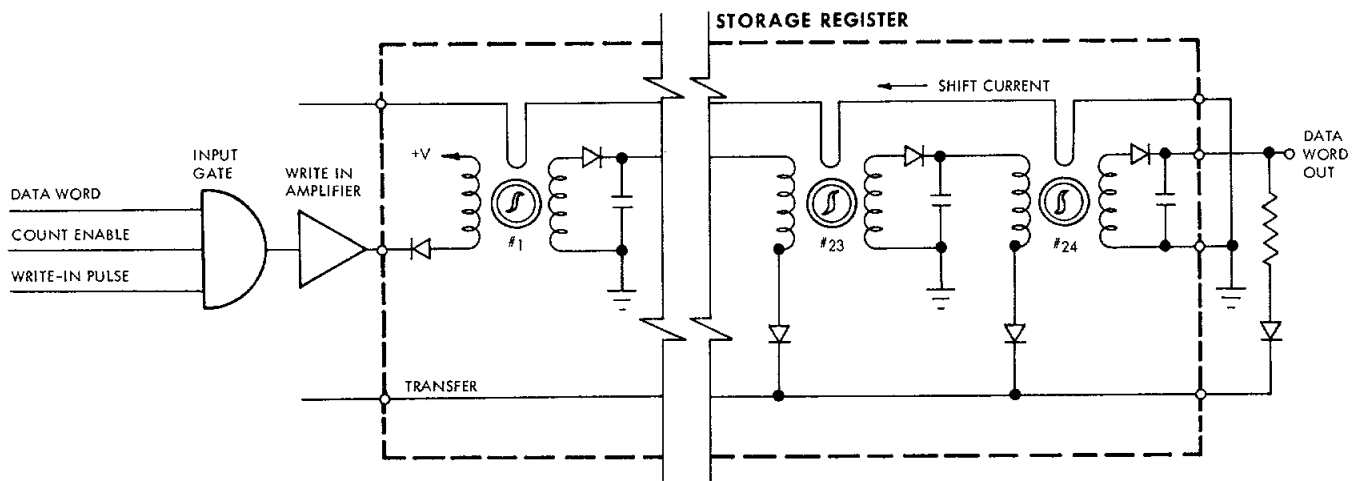 STORAGE REGISTER
SHIFT CURRENT
INPUT
GATE
WRITE IN
AMPLIFIER
+V
DATA
WORD
OUT
DATA WORD
COUNT ENABLE
WRITE-IN PULSE
#1
#23
#24
TRANSFER